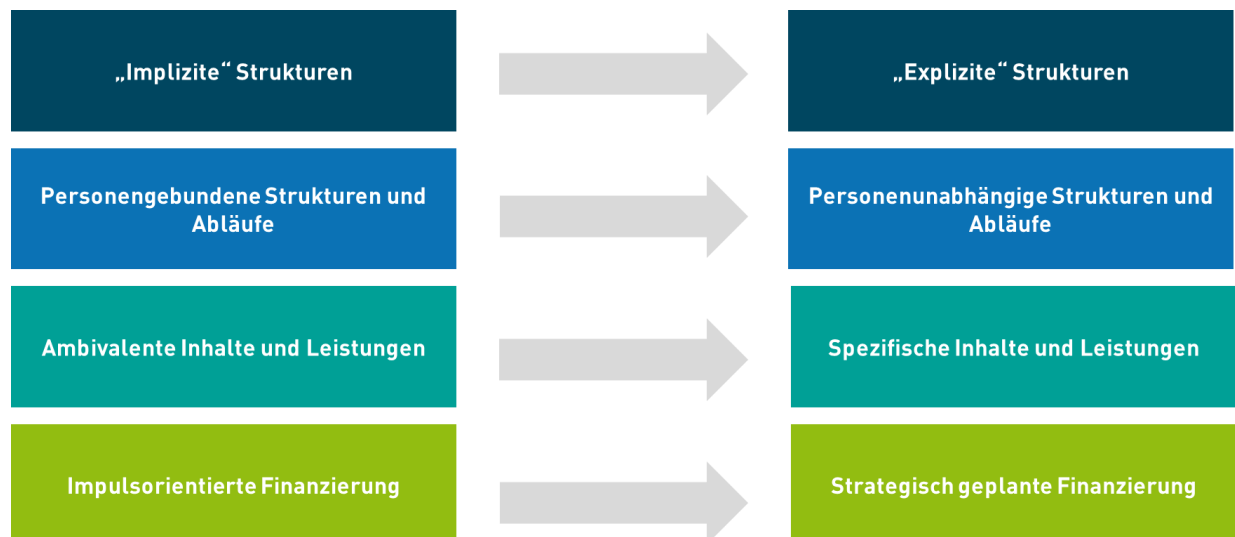 „Implizite“ Strukturen
„Explizite“ Strukturen
Personengebundene Strukturen und
Abläufe
Personenunabhängige Strukturen und
Abläufe
Ambivalente Inhalte und Leistungen
Spezifische Inhalte und Leistungen
Impulsorientierte Finanzierung
Strategisch geplante Finanzierung